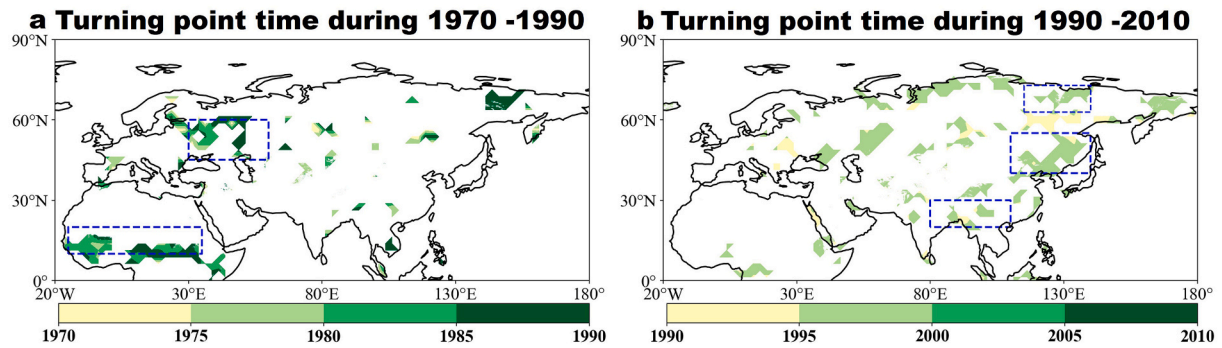 a Turning point time during 1970 -1990
90°N
60°N
30°N
0°
20°W 30°E 80°E 130°E 180°
1970 1975 1980 1985 1990
b Turning point time during 1990 -2010
90°N
60°N
30°N
0°
20°W 30°E 80°E 130°E 180°
1990 1995 2000 2005 2010